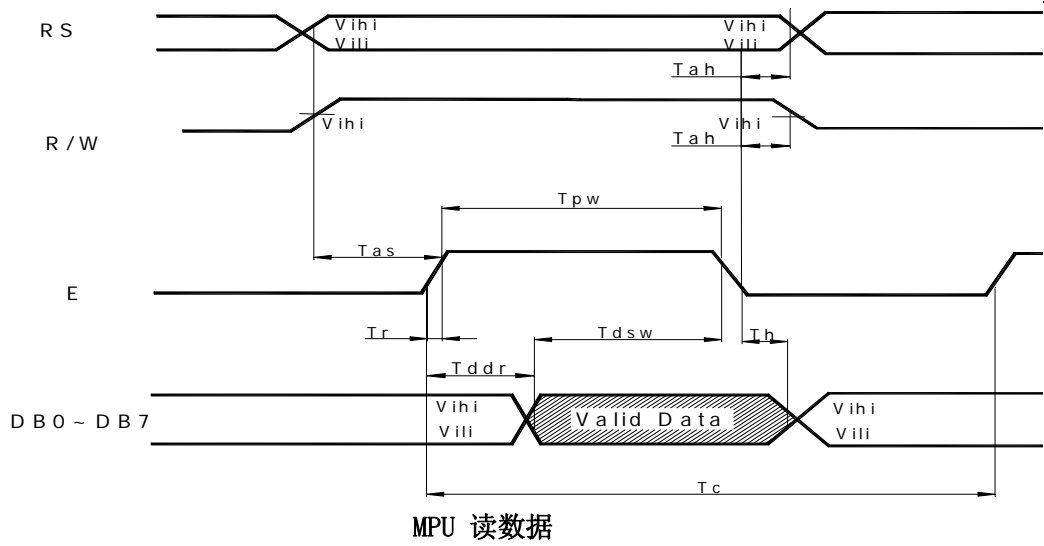 RS
Vihi
Vili
Vihi
Vili
Tah
R/W
Vihi
Vihi
Tah
Tpw
Tas
E
Tr
Tdsw
Th
Tddr
DB0~DB7
Vihi
Vili
Valid Data
Vihi
Vili
Tc
MPU 读数据